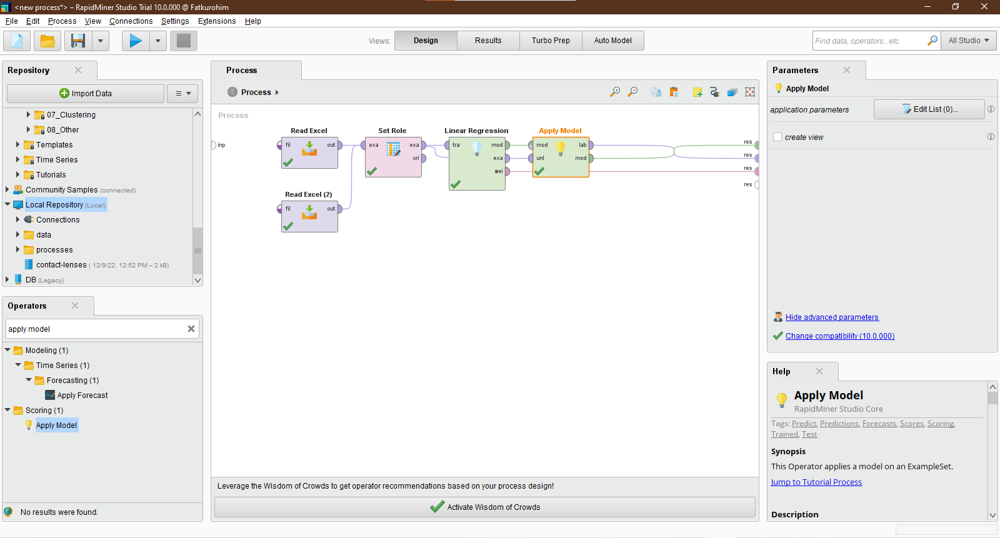 <new process*> – RapidMiner Studio Trial 10.0.000 @ Fatkurohim
File Edit Process View Connections Settings Extensions Help
Views: Design Results Turbo Prep Auto Model
Find data, operators...etc
All Studio
Repository
Import Data
07_Clustering
08_Other
Templates
Time Series
Tutorials
Community Samples (connected)
Local Repository (Local)
Connections
data
processes
contact-lenses ( 12/9/22, 12:52 PM – 2 kB)
DB (Legacy)
Operators
apply model
Modeling (1)
Time Series (1)
Forecasting (1)
Apply Forecast
Scoring (1)
Apply Model
No results were found.
Process
Process
Process
inp
Read Excel
fil out
Read Excel (2)
fil out
Set Role
exa exa
ori
Linear Regression
tra mod
exa
wei
Apply Model
mod lab
unl mod
res
res
res
res
Leverage the Wisdom of Crowds to get operator recommendations based on your process design!
Activate Wisdom of Crowds
Parameters
Apply Model
application parameters
Edit List (0)...
create view
Hide advanced parameters
Change compatibility (10.0.000)
Help
Apply Model
RapidMiner Studio Core
Tags: Predict, Predictions, Forecasts, Scores, Scoring,
Trained, Test
Synopsis
This Operator applies a model on an ExampleSet.
Jump to Tutorial Process
Description